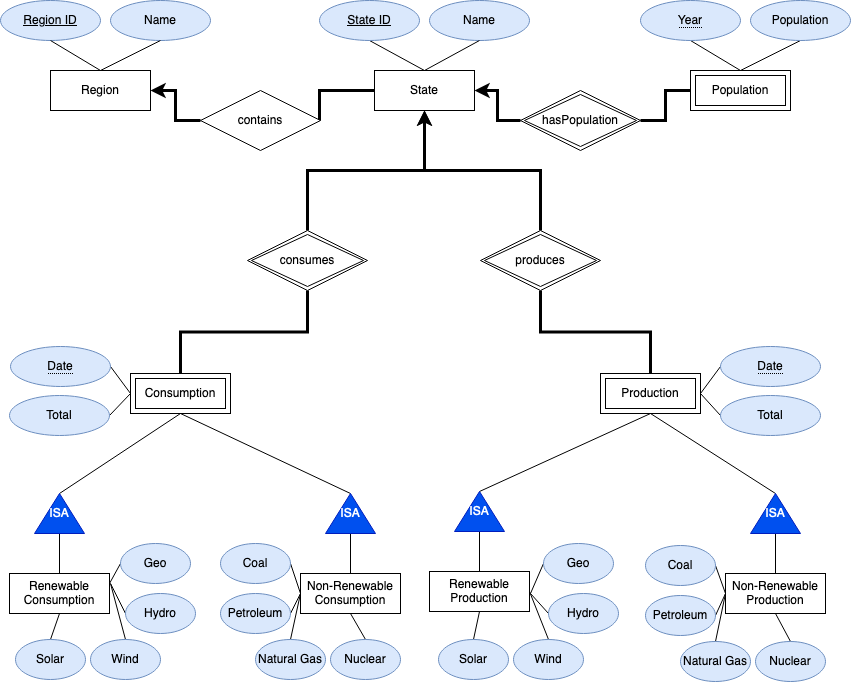 Region ID
Name
State ID
Name
Year
Population
Region
State
Population
contains
hasPopulation
consumes
produces
Date
Total
Consumption
Production
Date
Total
ISA
ISA
ISA
ISA
Renewable
Consumption
Geo
Hydro
Solar
Wind
Coal
Petroleum
Natural Gas
Nuclear
Non-Renewable
Consumption
Renewable
Production
Geo
Hydro
Solar
Wind
Coal
Petroleum
Natural Gas
Nuclear
Non-Renewable
Production